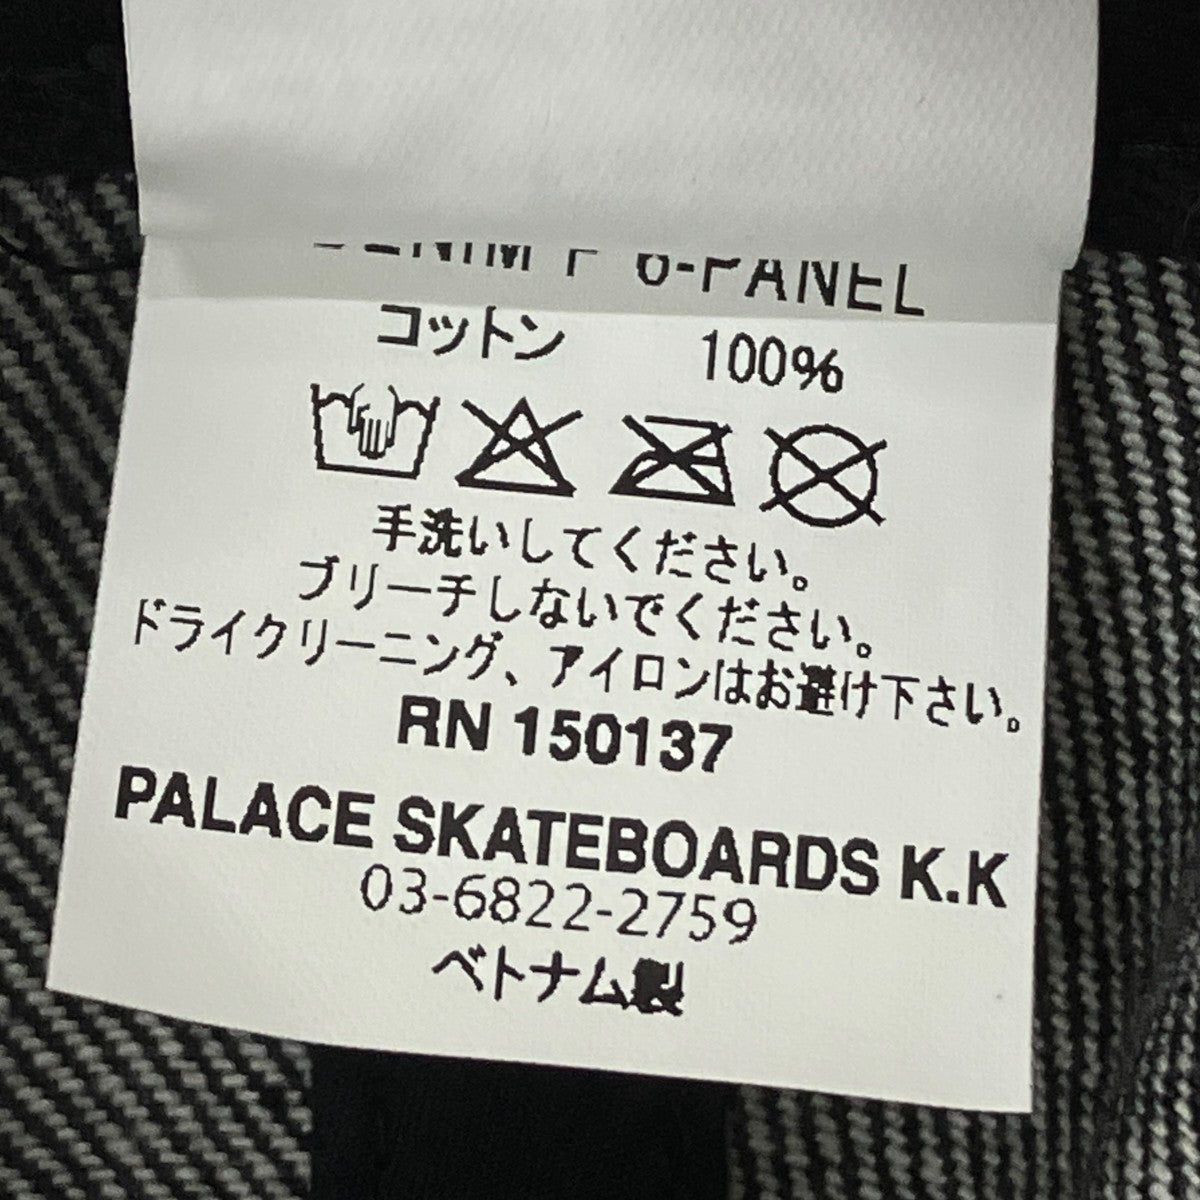 DENIM P 6-PANEL
コットン 100%
手洗いしてください。
ブリーチしないでください。
ドライクリーニング、アイロンはお避け下さい。
RN 150137
PALACE SKATEBOARDS K.K
03-6822-2759
ベトナム製